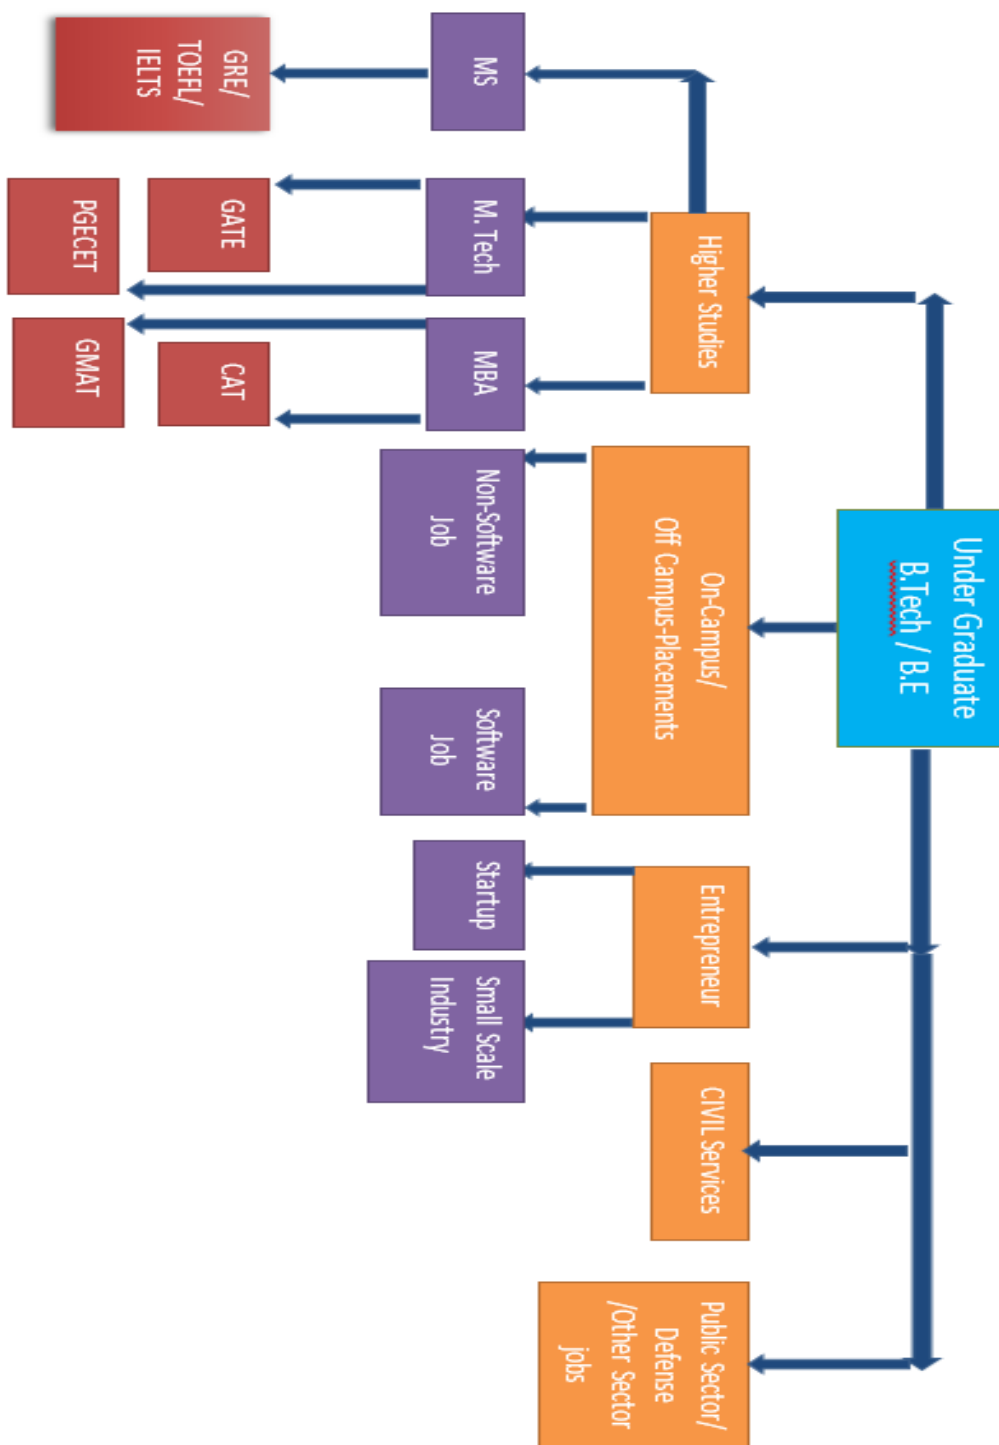 Under Graduate
B.Tech / B.E
Higher Studies
On-Campus/
Off Campus-Placements
Entrepreneur
CIVIL Services
Public Sector/
Defense
/Other Sector
jobs
MS
M. Tech
MBA
Non-Software
Job
Software
Job
Startup
Small Scale
Industry
GRE/
TOEFL/
IELTS
GATE
PGECET
GMAT
CAT